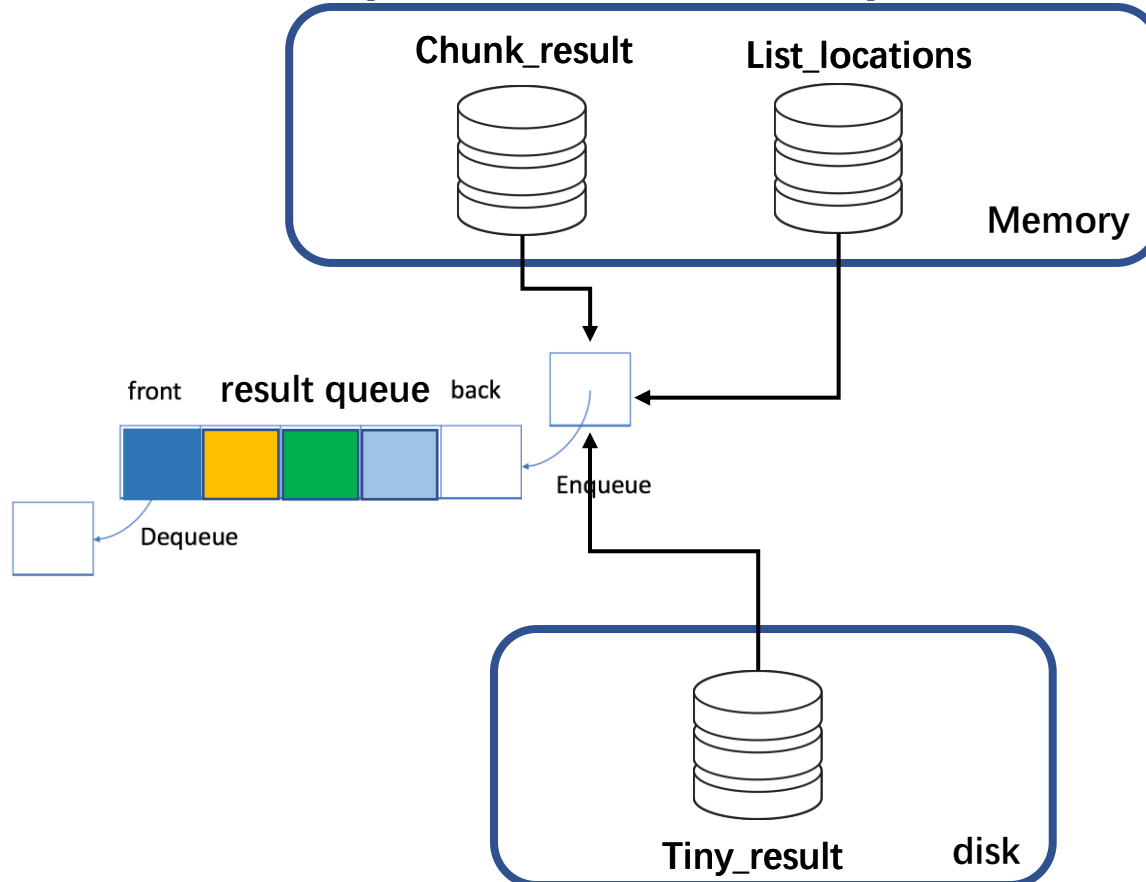 Chunk_result
List_locations
Memory
front
result queue
back
Enqueue
Dequeue
Tiny_result
disk